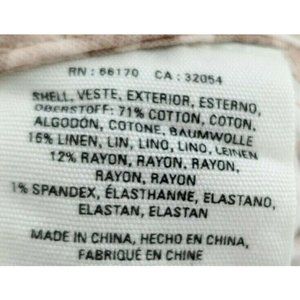 RN : 66170 CA : 32054
SHELL, VESTE, EXTERIOR, ESTERNO,
OBERSTOFF: 71% COTTON, COTON,
ALGODÓN, COTONE, BAUMWOLLE
16% LINEN, LIN, LINO, LINO, LEINEN
12% RAYON, RAYON, RAYON,
RAYON, RAYON
1% SPANDEX, ÉLASTHANNE, ELASTANO,
ELASTAN, ELASTAN
MADE IN CHINA, HECHO EN CHINA,
FABRIQUÉ EN CHINE